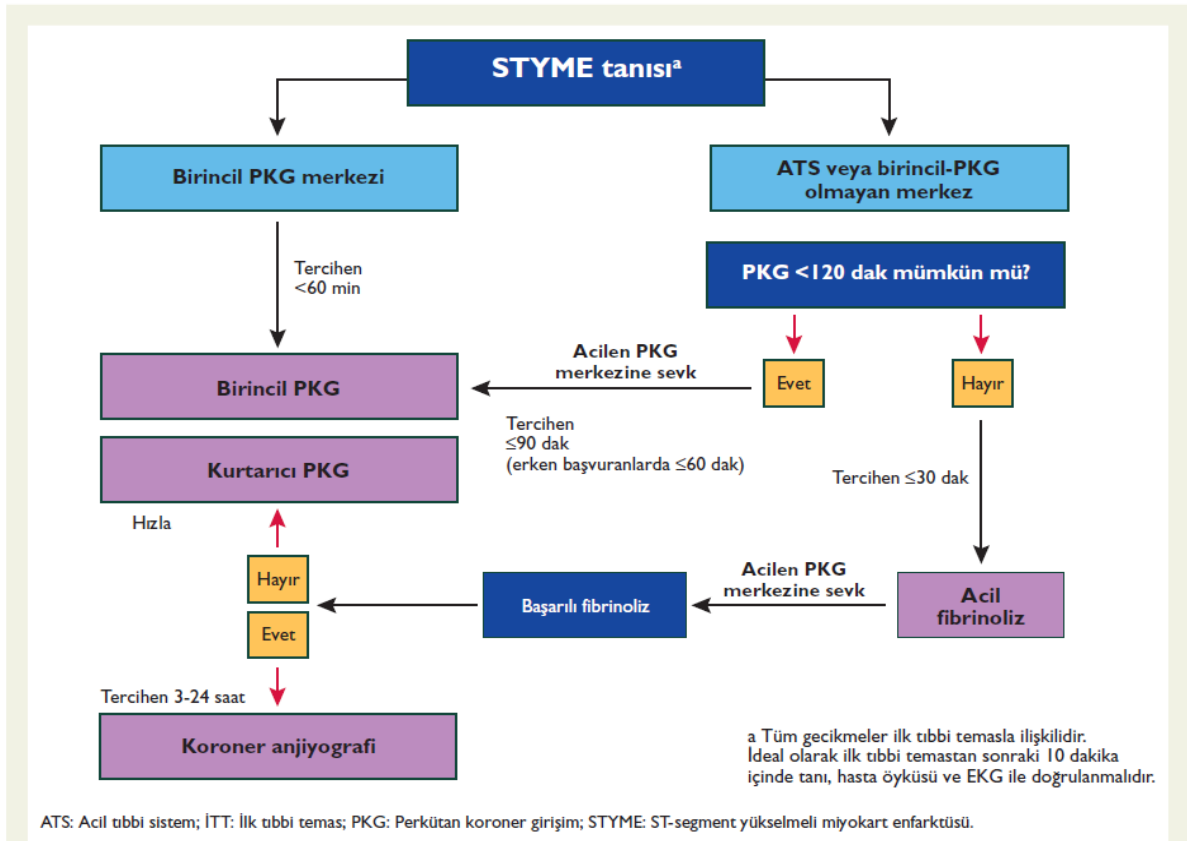 STYME tanısıᵃ
Birincil PKG merkezi
ATS veya birincil-PKG
olmayan merkez
PKG <120 dak mümkün mü?
Tercihen
<60 min
Acilen PKG
merkezine sevk
Evet
Hayır
Birincil PKG
Tercihen
≤90 dak
(erken başvuranlarda ≤60 dak)
Kurtarıcı PKG
Tercihen ≤30 dak
Hızla
Hayır
Evet
Başarılı fibrinoliz
Acilen PKG
merkezine sevk
Acil
fibrinoliz
Tercihen 3-24 saat
Koroner anjiyografi
a Tüm gecikmeler ilk tıbbi temasla ilişkilidir.
İdeal olarak ilk tıbbi temastan sonraki 10 dakika
içinde tanı, hasta öyküsü ve EKG ile doğrulanmalıdır.
ATS: Acil tıbbi sistem; İTT: İlk tıbbi temas; PKG: Perkütan koroner girişim; STYME: ST-segment yükselmeli miyokart enfarktüsü.